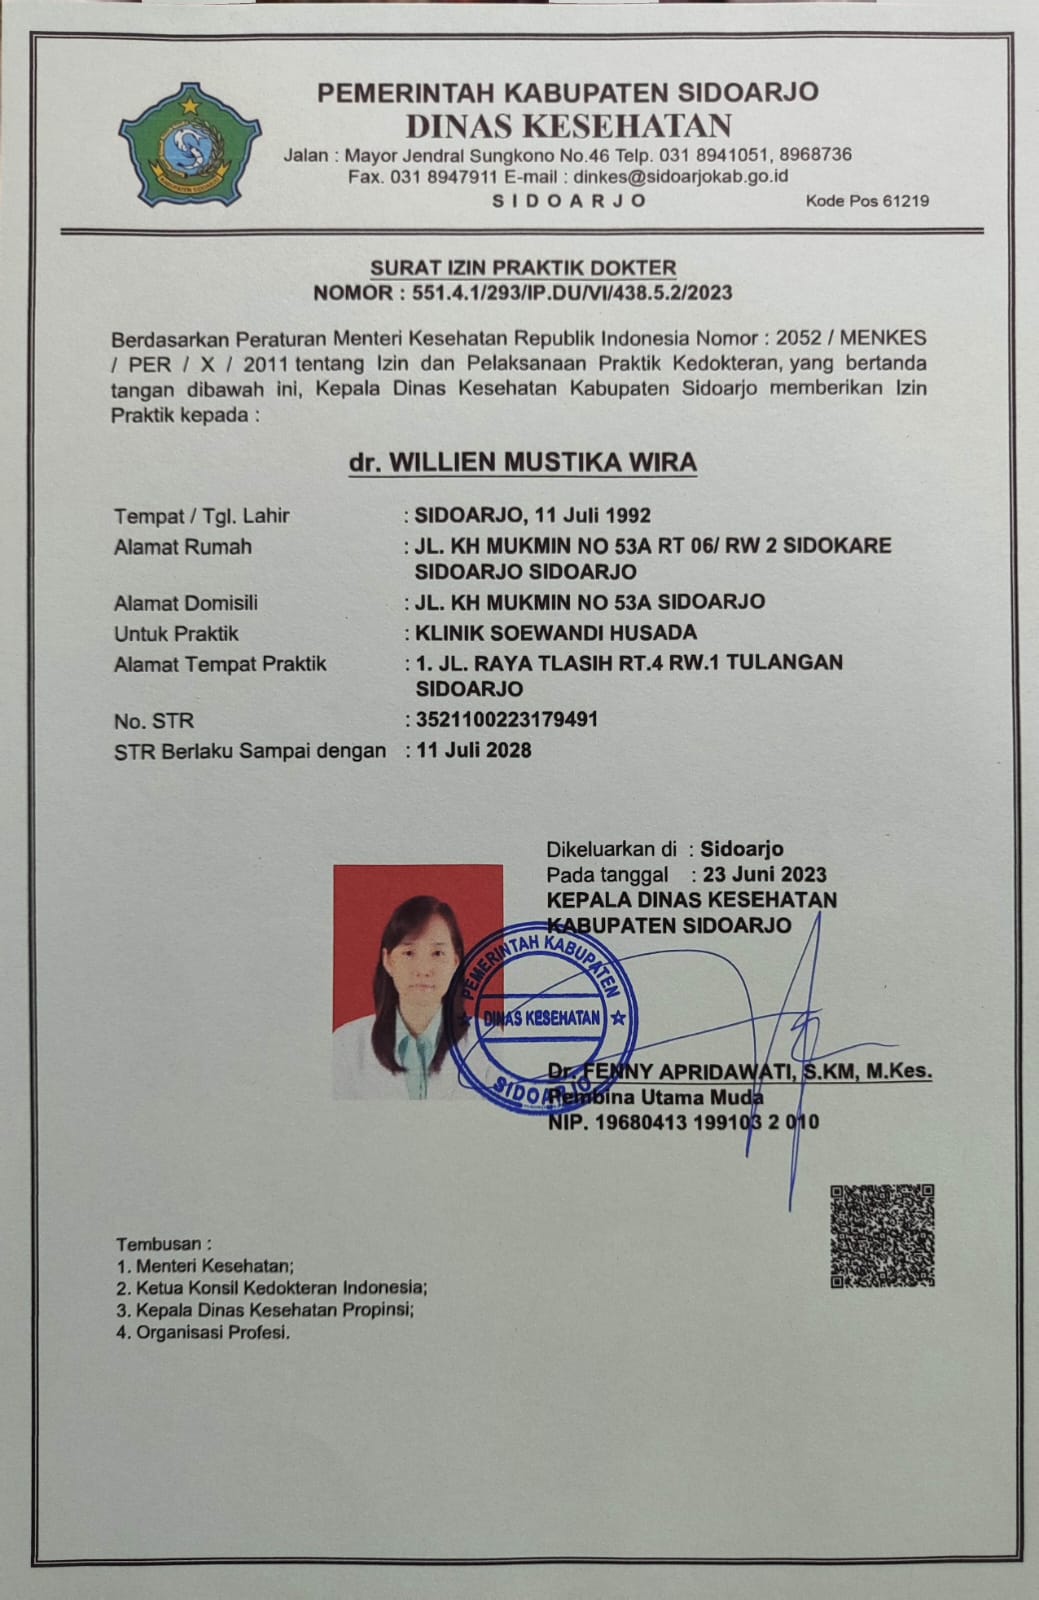 PEMERINTAH KABUPATEN SIDOARJO
DINAS KESEHATAN
Jalan : Mayor Jendral Sungkono No.46 Telp. 031 8941051, 8968736
Fax. 031 8947911 E-mail : dinkes@sidoarjokab.go.id
SIDOARJO
Kode Pos 61219
KABUPATEN SIDOARJO
SURAT IZIN PRAKTIK DOKTER
NOMOR : 551.4.1/293/IP.DU/VI/438.5.2/2023
Berdasarkan Peraturan Menteri Kesehatan Republik Indonesia Nomor : 2052 / MENKES
/ PER / X / 2011 tentang Izin dan Pelaksanaan Praktik Kedokteran, yang bertanda
tangan dibawah ini, Kepala Dinas Kesehatan Kabupaten Sidoarjo memberikan Izin
Praktik kepada :
dr. WILLIEN MUSTIKA WIRA
Tempat / Tgl. Lahir : SIDOARJO, 11 Juli 1992
Alamat Rumah : JL. KH MUKMIN NO 53A RT 06/ RW 2 SIDOKARE
SIDOARJO SIDOARJO
Alamat Domisili : JL. KH MUKMIN NO 53A SIDOARJO
Untuk Praktik : KLINIK SOEWANDI HUSADA
Alamat Tempat Praktik : 1. JL. RAYA TLASIH RT.4 RW.1 TULANGAN
SIDOARJO
No. STR : 3521100223179491
STR Berlaku Sampai dengan : 11 Juli 2028
Dikeluarkan di : Sidoarjo
Pada tanggal : 23 Juni 2023
KEPALA DINAS KESEHATAN
KABUPATEN SIDOARJO
PEMERINTAH KABUPATEN
DINAS KESEHATAN
SIDOARJO
Dr. FENNY APRIDAWATI, S.KM, M.Kes.
Pembina Utama Muda
NIP. 19680413 199103 2 010
Tembusan :
1. Menteri Kesehatan;
2. Ketua Konsil Kedokteran Indonesia;
3. Kepala Dinas Kesehatan Propinsi;
4. Organisasi Profesi.